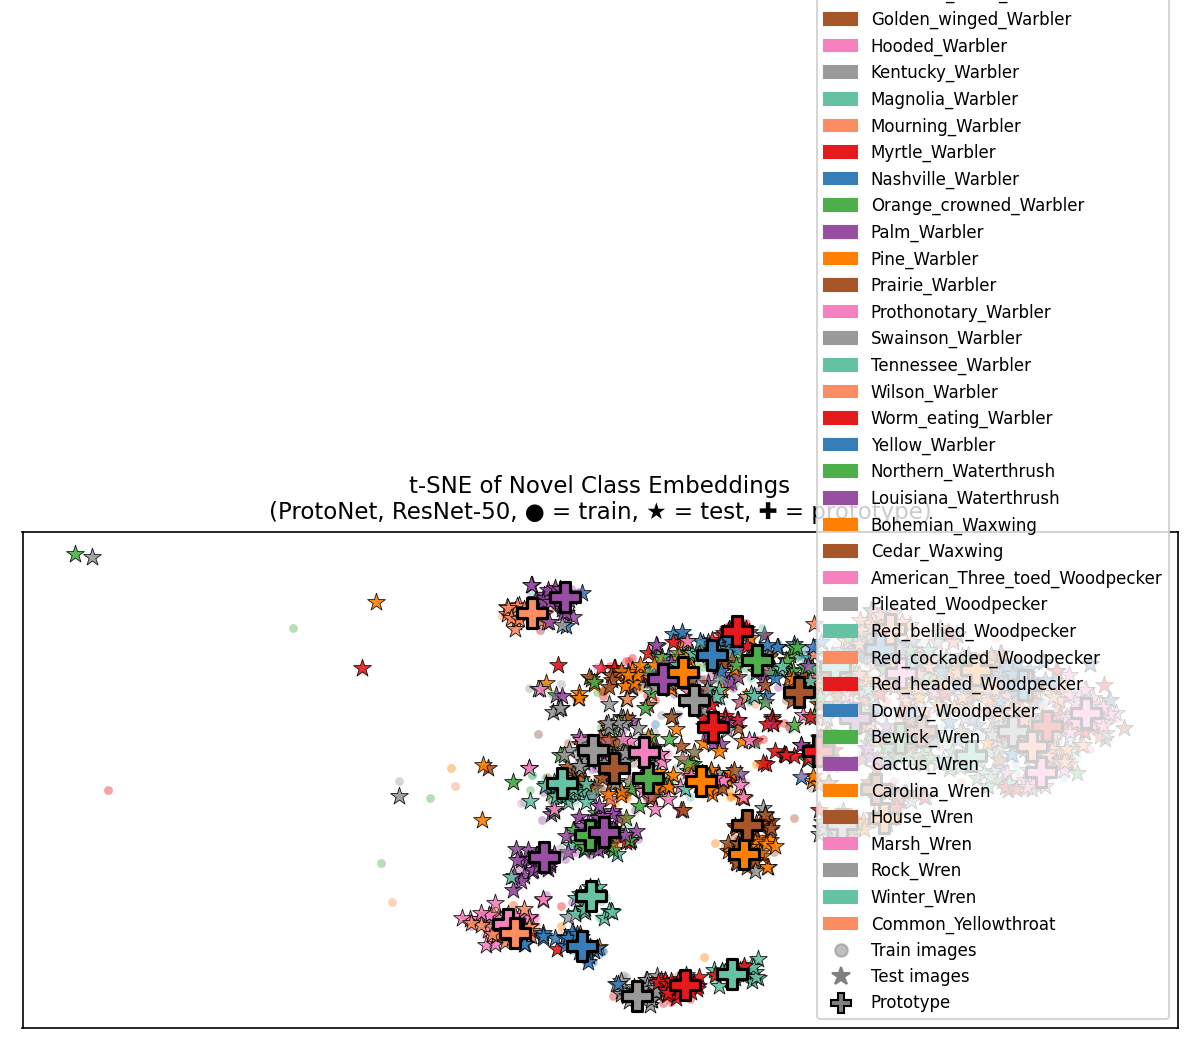 Golden_winged_Warbler
Hooded_Warbler
Kentucky_Warbler
Magnolia_Warbler
Mourning_Warbler
Myrtle_Warbler
Nashville_Warbler
Orange_crowned_Warbler
Palm_Warbler
Pine_Warbler
Prairie_Warbler
Prothonotary_Warbler
Swainson_Warbler
Tennessee_Warbler
Wilson_Warbler
Worm_eating_Warbler
Yellow_Warbler
Northern_Waterthrush
Louisiana_Waterthrush
Bohemian_Waxwing
Cedar_Waxwing
American_Three_toed_Woodpecker
Pileated_Woodpecker
Red_bellied_Woodpecker
Red_cockaded_Woodpecker
Red_headed_Woodpecker
Downy_Woodpecker
Bewick_Wren
Cactus_Wren
Carolina_Wren
House_Wren
Marsh_Wren
Rock_Wren
Winter_Wren
Common_Yellowthroat
Train images
Test images
Prototype
t-SNE of Novel Class Embeddings
(ProtoNet, ResNet-50, ● = train, ★ = test, ✚ = prototype)